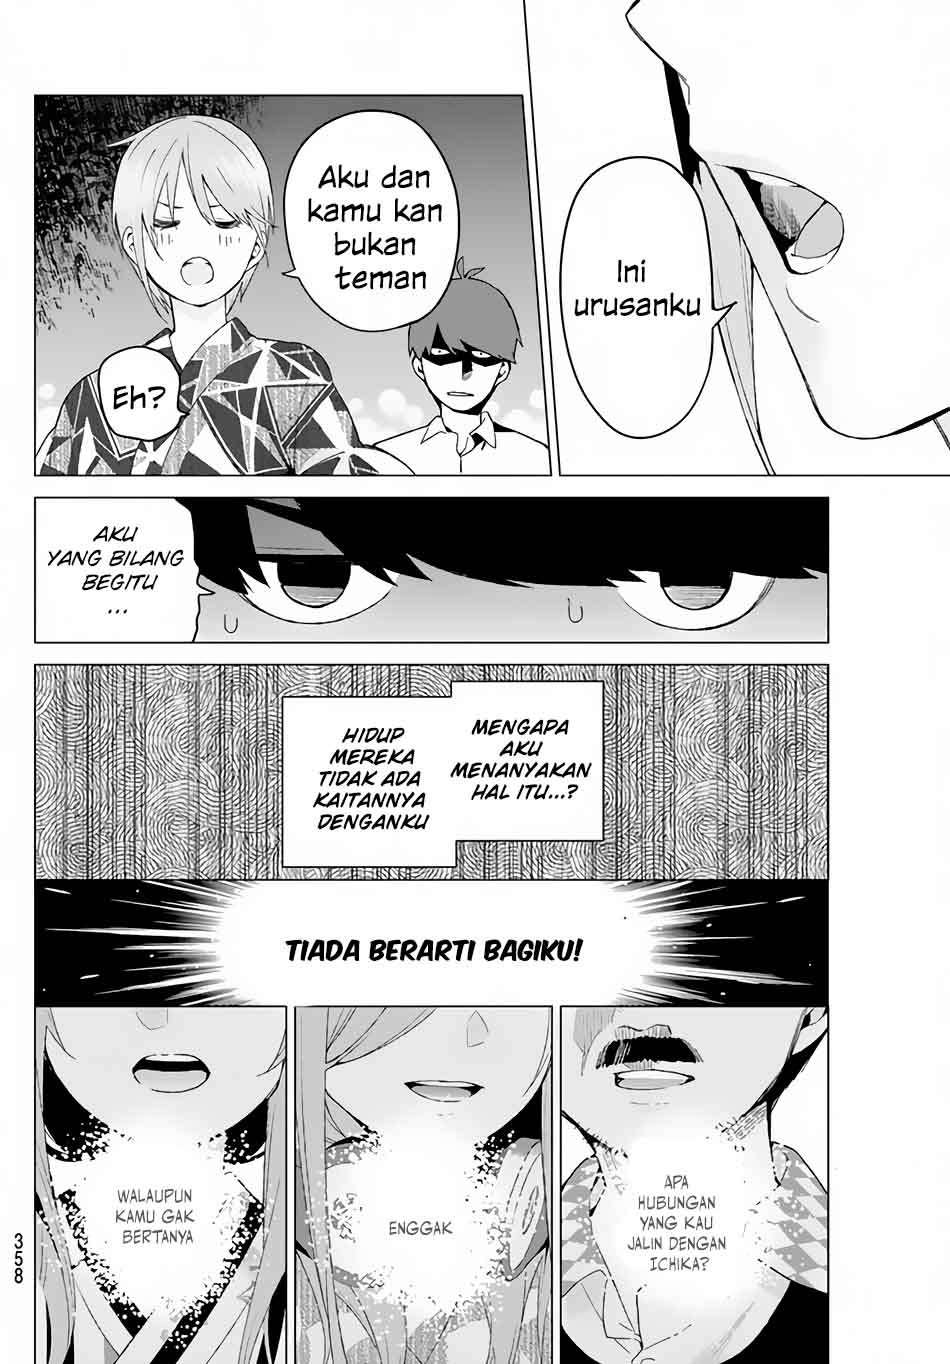 Ini
urusanku
Aku dan
kamu kan
bukan
teman
Eh?
AKU
YANG BILANG
BEGITU
...
MENGAPA
AKU
MENANYAKAN
HAL ITU...?
HIDUP
MEREKA
TIDAK ADA
KAITANNYA
DENGANKU
TIADA BERARTI BAGIKU!
APA
HUBUNGAN
YANG KAU
JALIN DENGAN
ICHIKA?
ENGGAK
WALAUPUN
KAMU GAK
BERTANYA
358